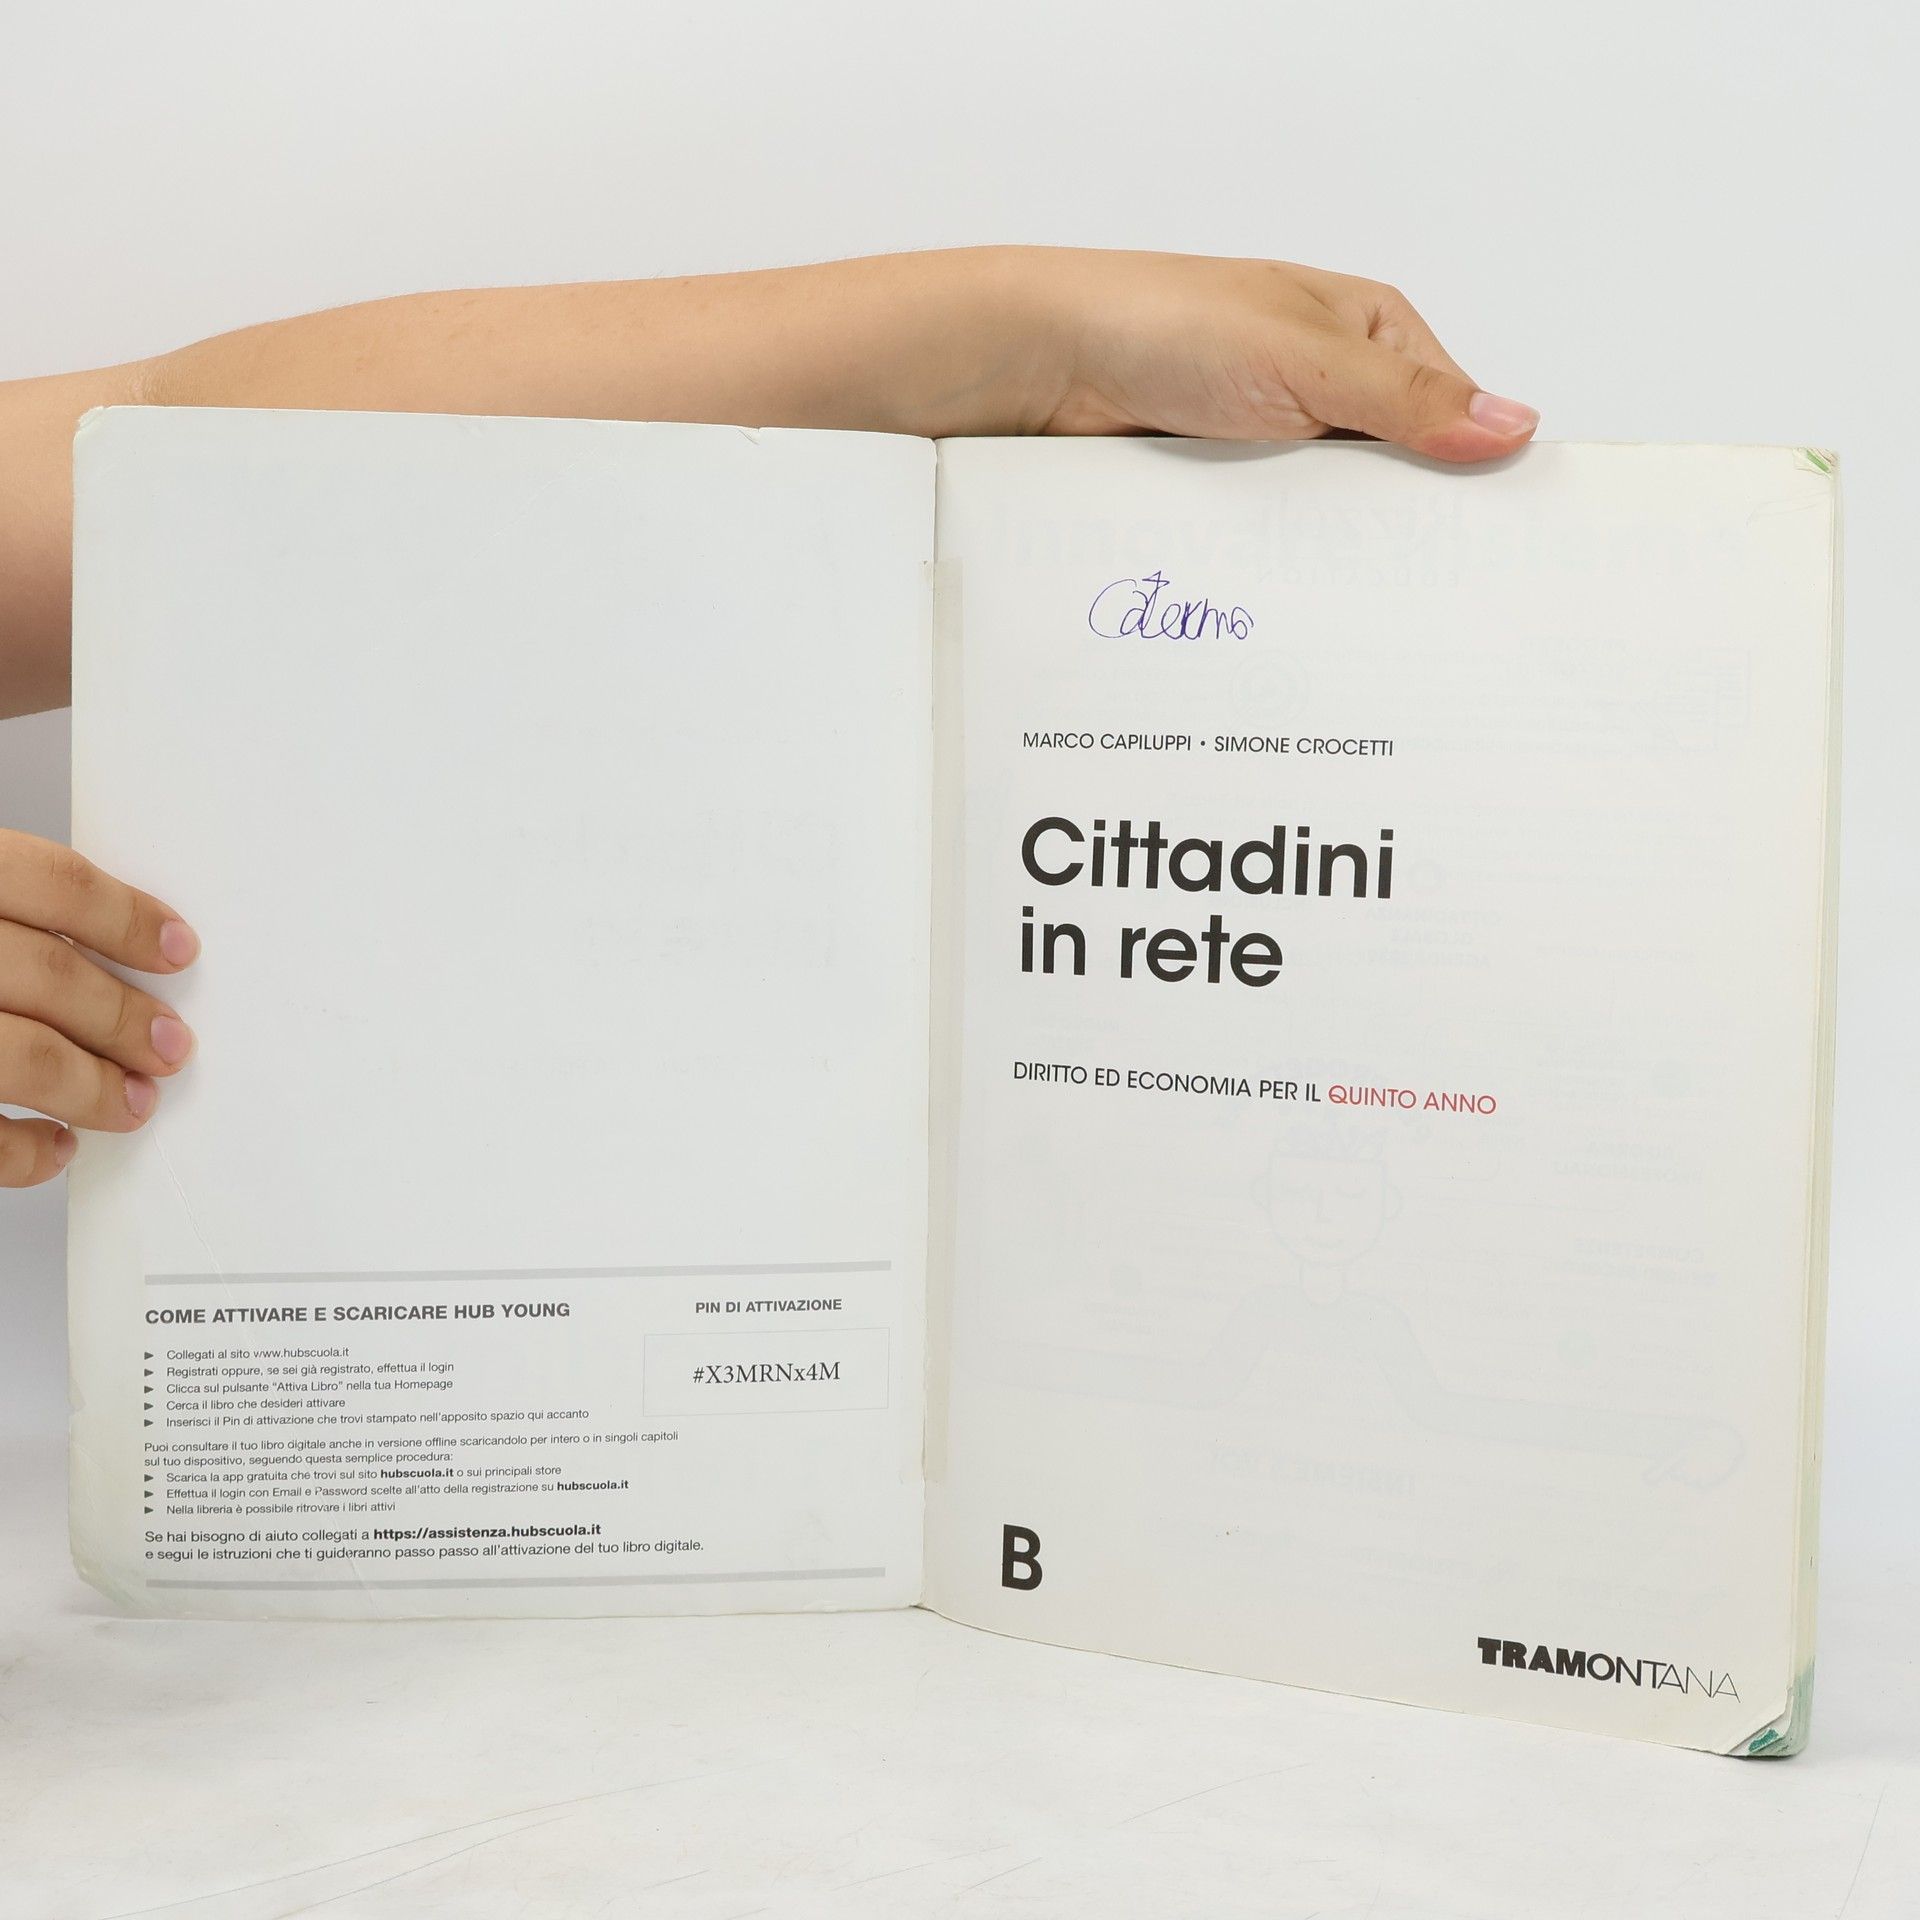 COME ATTIVARE E SCARICARE HUB YOUNG
Collegati al sito www.hubscuola.it
Registrati oppure, se sei già registrato, effettua il login
Clicca sul pulsante “Attiva Libro” nella tua Homepage
Cerca il libro che desideri attivare
Inserisci il Pin di attivazione che trovi stampato nell'apposito spazio qui accanto
PIN DI ATTIVAZIONE
#X3MRNx4M
Puoi consultare il tuo libro digitale anche in versione offline scaricandolo per intero o in singoli capitoli
sul tuo dispositivo, seguendo questa semplice procedura:
Scarica la app gratuita che trovi sul sito hubscuola.it o sui principali store
Effettua il login con Email e Password scelte all'atto della registrazione su hubscuola.it
Nella libreria è possibile ritrovare i libri attivi
Se hai bisogno di aiuto collegati a https://assistenza.hubscuola.it
e segui le istruzioni che ti guideranno passo passo all'attivazione del tuo libro digitale.
MARCO CAPILUPPI • SIMONE CROCETTI
Cittadini
in rete
DIRITTO ED ECONOMIA PER IL QUINTO ANNO
B
TRAMONTANA